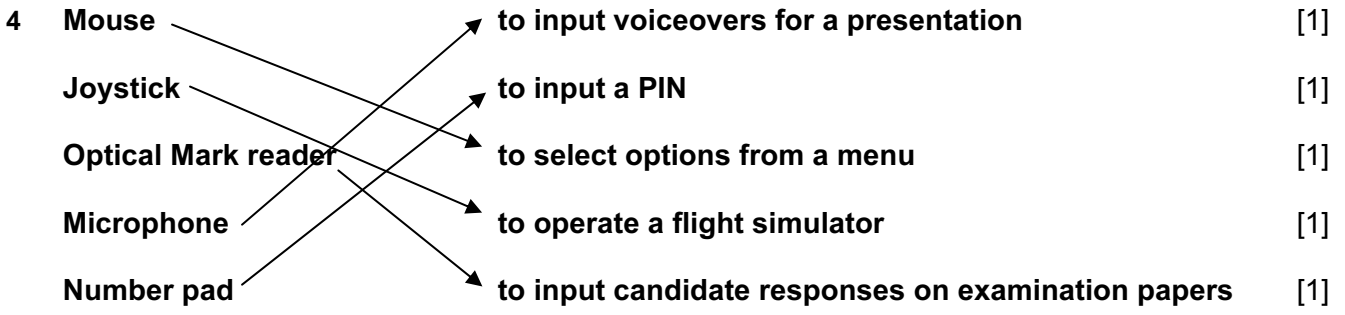 4 Mouse to input voiceovers for a presentation [1]
Joystick to input a PIN [1]
Optical Mark reader to select options from a menu [1]
Microphone to operate a flight simulator [1]
Number pad to input candidate responses on examination papers [1]